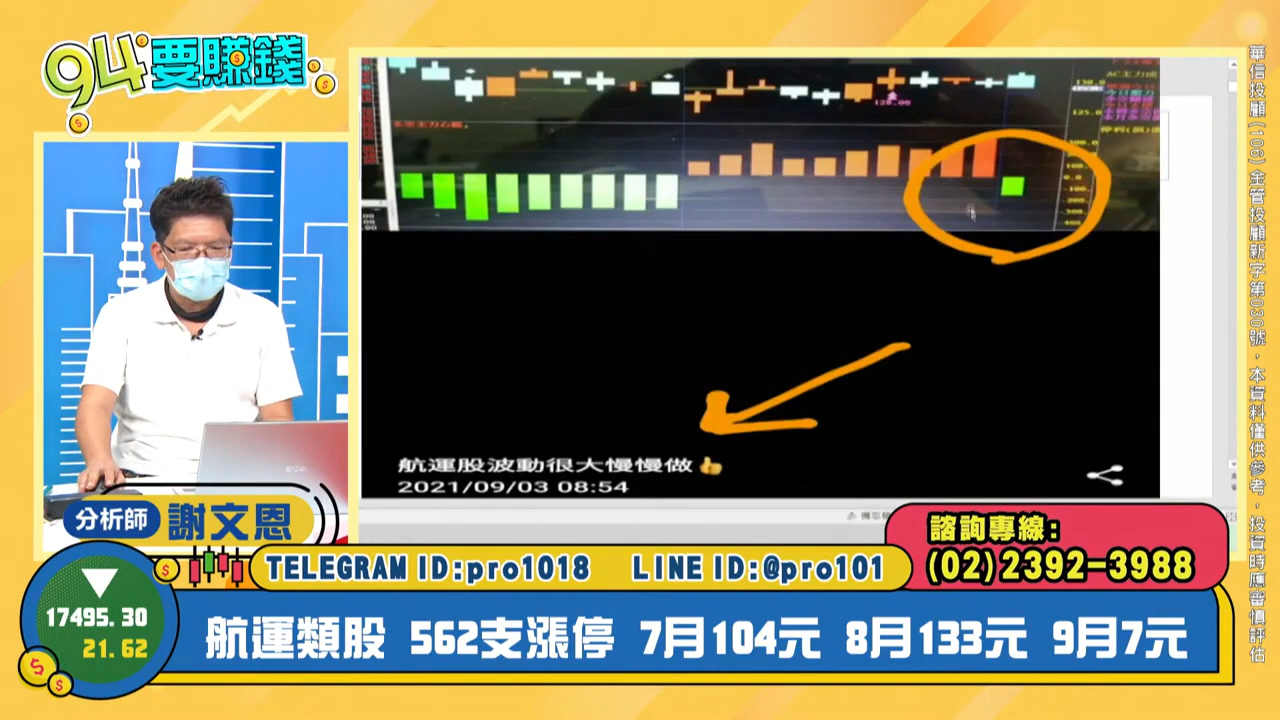 94要賺錢
128.00
航運股波動很大慢慢做👍
2021/09/03 08:54
分析師 謝文恩
TELEGRAM ID:pro1018 LINE ID:@pro101
諮詢專線:
(02)2392-3988
17495.30
21.62
航運類股 562支漲停 7月104元 8月133元 9月7元
華信投顧(106)金管投顧新字第030號，本資料僅供參考，投資時應審慎評估